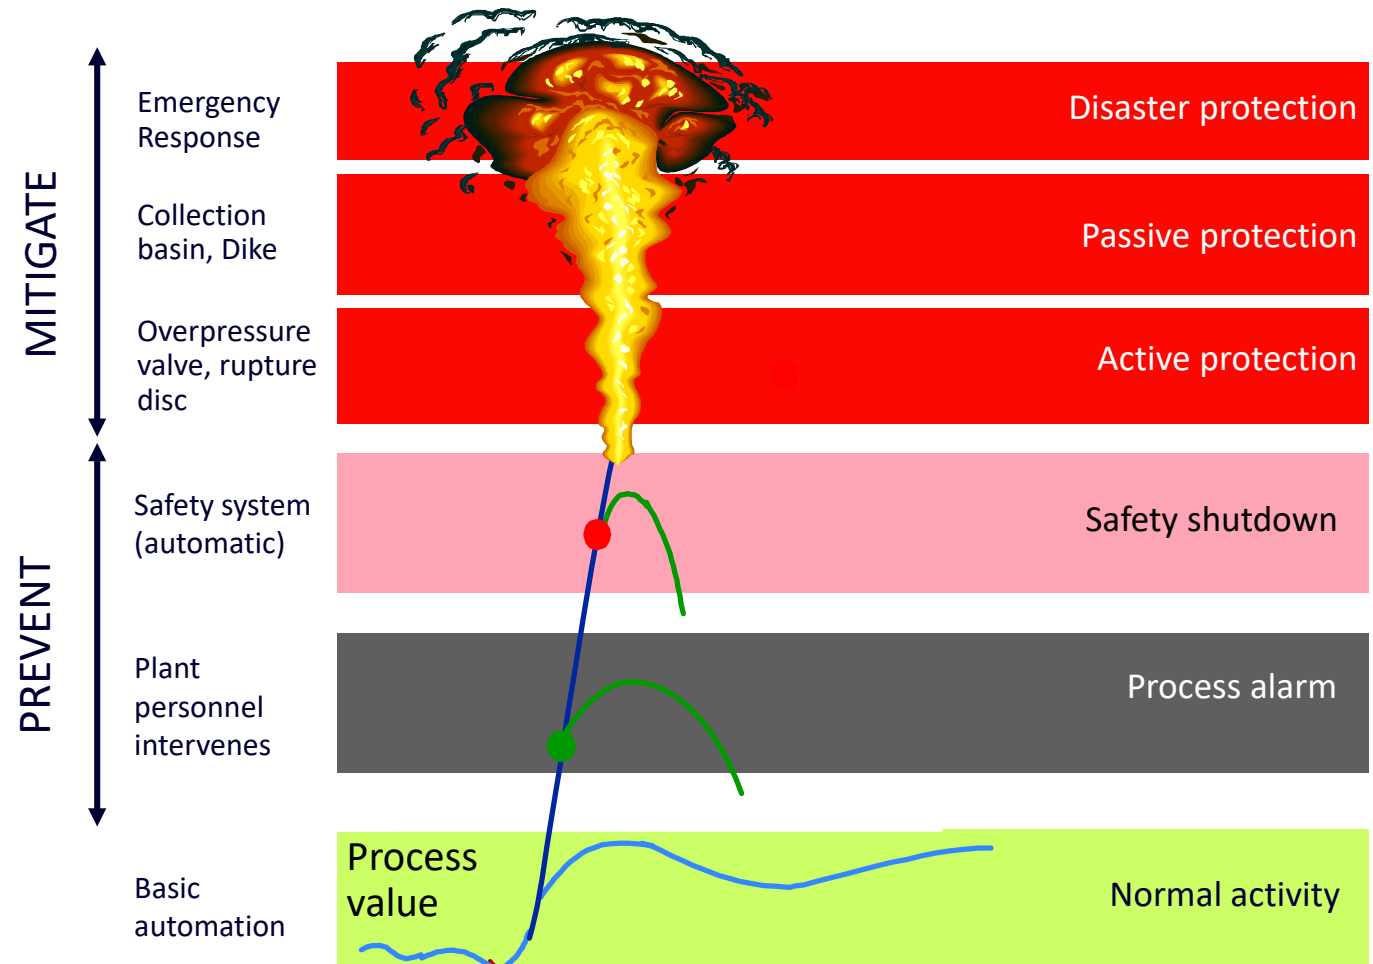 MITIGATE
Emergency
Response
Disaster protection
Collection
basin, Dike
Passive protection
Overpressure
valve, rupture
disc
Active protection
PREVENT
Safety system
(automatic)
Safety shutdown
Plant
personnel
intervenes
Process alarm
Basic
automation
Process
value
Normal activity